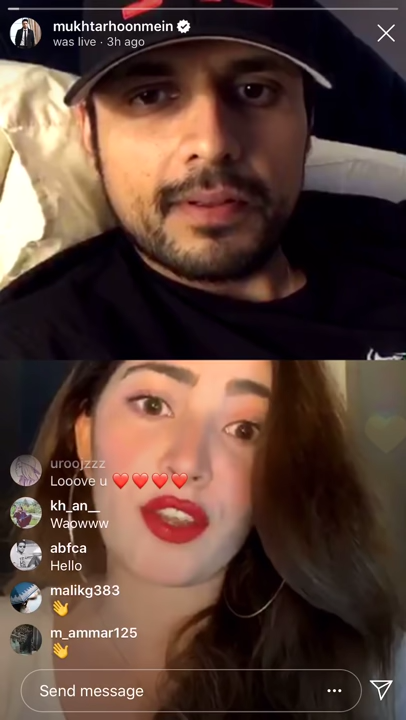 mukhtarhoonmein
was live · 3h ago
uroojzzz
Looove u ❤️❤️❤️❤️
kh_an__
Waowww
abfca
Hello
malikg383
👋
m_ammar125
👋
Send message